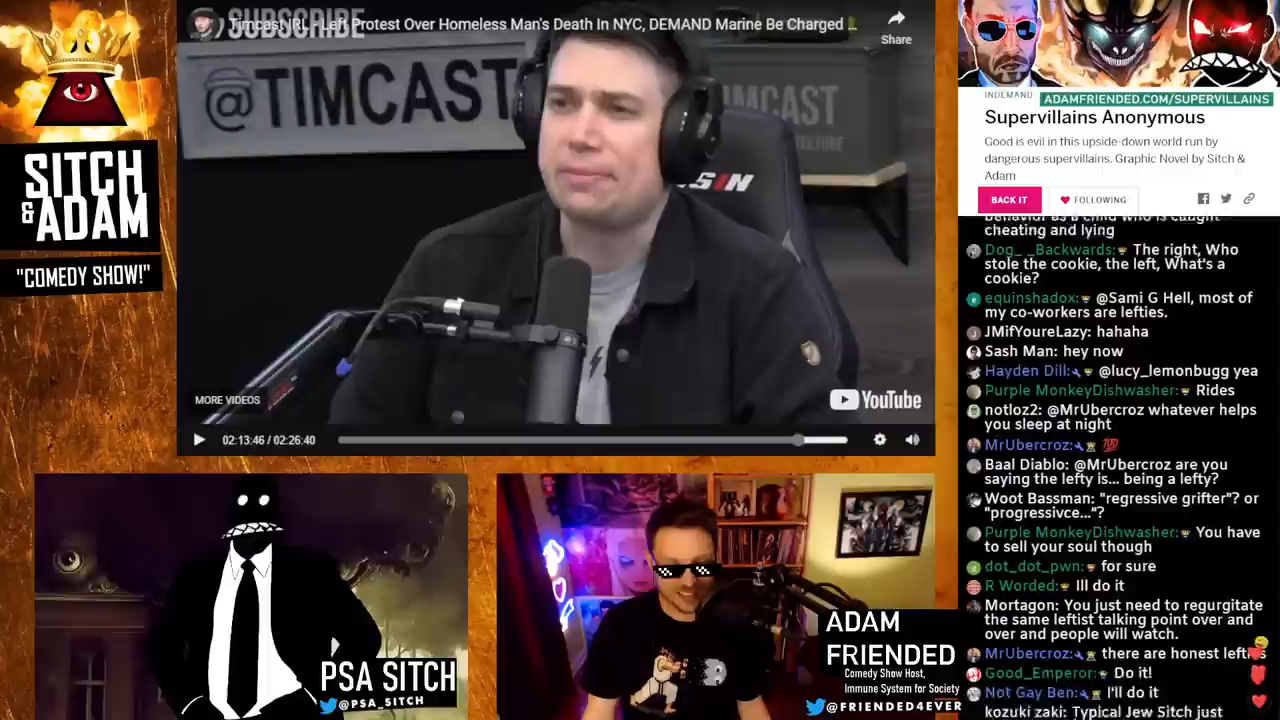 SUBSCRIBE
Timcast IRL - Left Protest Over Homeless Man's Death In NYC, DEMAND Marine Be Charged ...
Share
@TIMCAST
TIMCAST
CULTURE
MORE VIDEOS
YouTube
02:13:46 / 02:26:40
SITCH
& ADAM
"COMEDY SHOW!"
PSA SITCH
@PSA_SITCH
ADAM
FRIENDED
Comedy Show Host,
Immune System for Society
@FRIENDED4EVER
INDEMAND
ADAMFRIENDED.COM/SUPERVILLAINS
Supervillains Anonymous
Good is evil in this upside-down world run by
dangerous supervillains. Graphic Novel by Sitch &
Adam
BACK IT
FOLLOWING
behavior as a child who is caught
cheating and lying
Dog_ _Backwards: The right, Who
stole the cookie, the left, What's a
cookie?
equinshadox: @Sami G Hell, most of
my co-workers are lefties.
JMifYoureLazy: hahaha
Sash Man: hey now
Hayden Dill: @lucy_lemonbugg yea
Purple MonkeyDishwasher: Rides
notloz2: @MrUbercroz whatever helps
you sleep at night
MrUbercroz: 💯
Baal Diablo: @MrUbercroz are you
saying the lefty is... being a lefty?
Woot Bassman: "regressive grifter"? or
"progressivce..."?
Purple MonkeyDishwasher: You have
to sell your soul though
dot_dot_pwn: for sure
R Worded: Ill do it
Mortagon: You just need to regurgitate
the same leftist talking point over and
over and people will watch.
MrUbercroz: there are honest lefties
Good_Emperor: Do it!
Not Gay Ben: I'll do it
kozuki zaki: Typical Jew Sitch just